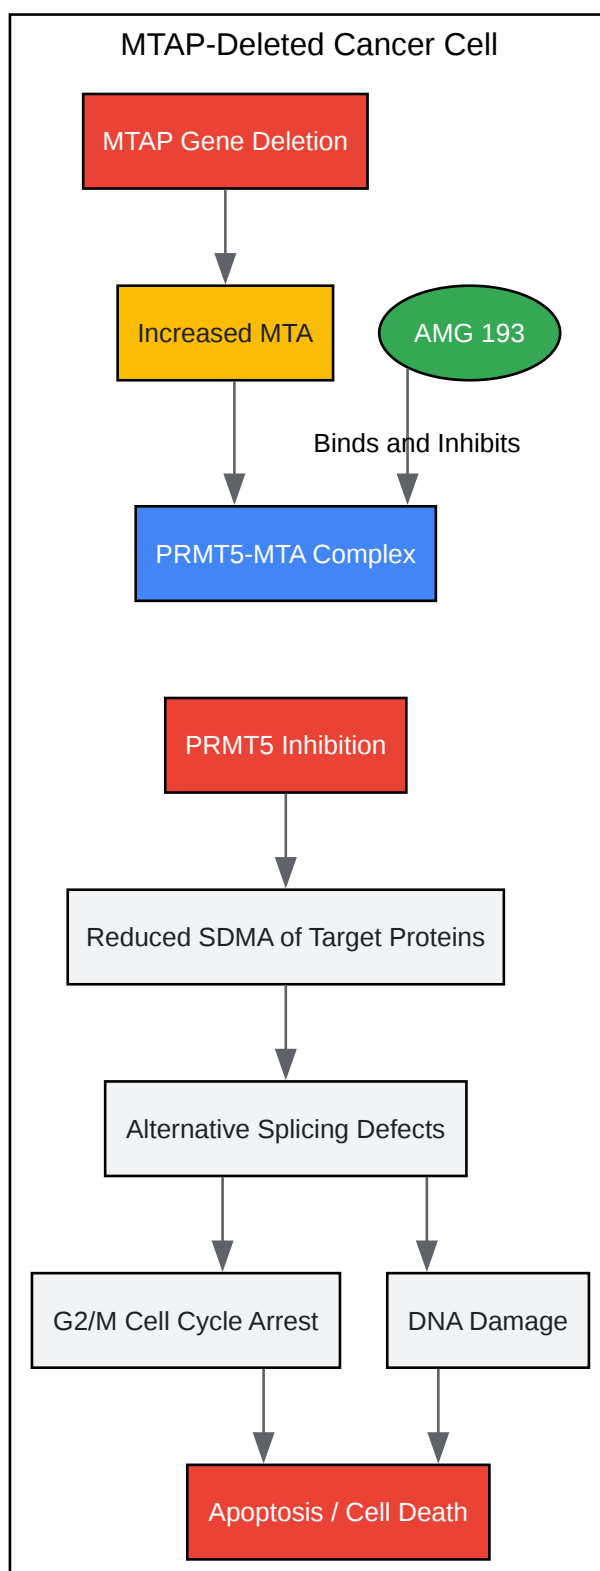 MTAP-Deleted Cancer Cell
MTAP Gene Deletion
Increased MTA
AMG 193
Binds and Inhibits
PRMT5-MTA Complex
PRMT5 Inhibition
Reduced SDMA of Target Proteins
Alternative Splicing Defects
G2/M Cell Cycle Arrest
DNA Damage
Apoptosis / Cell Death